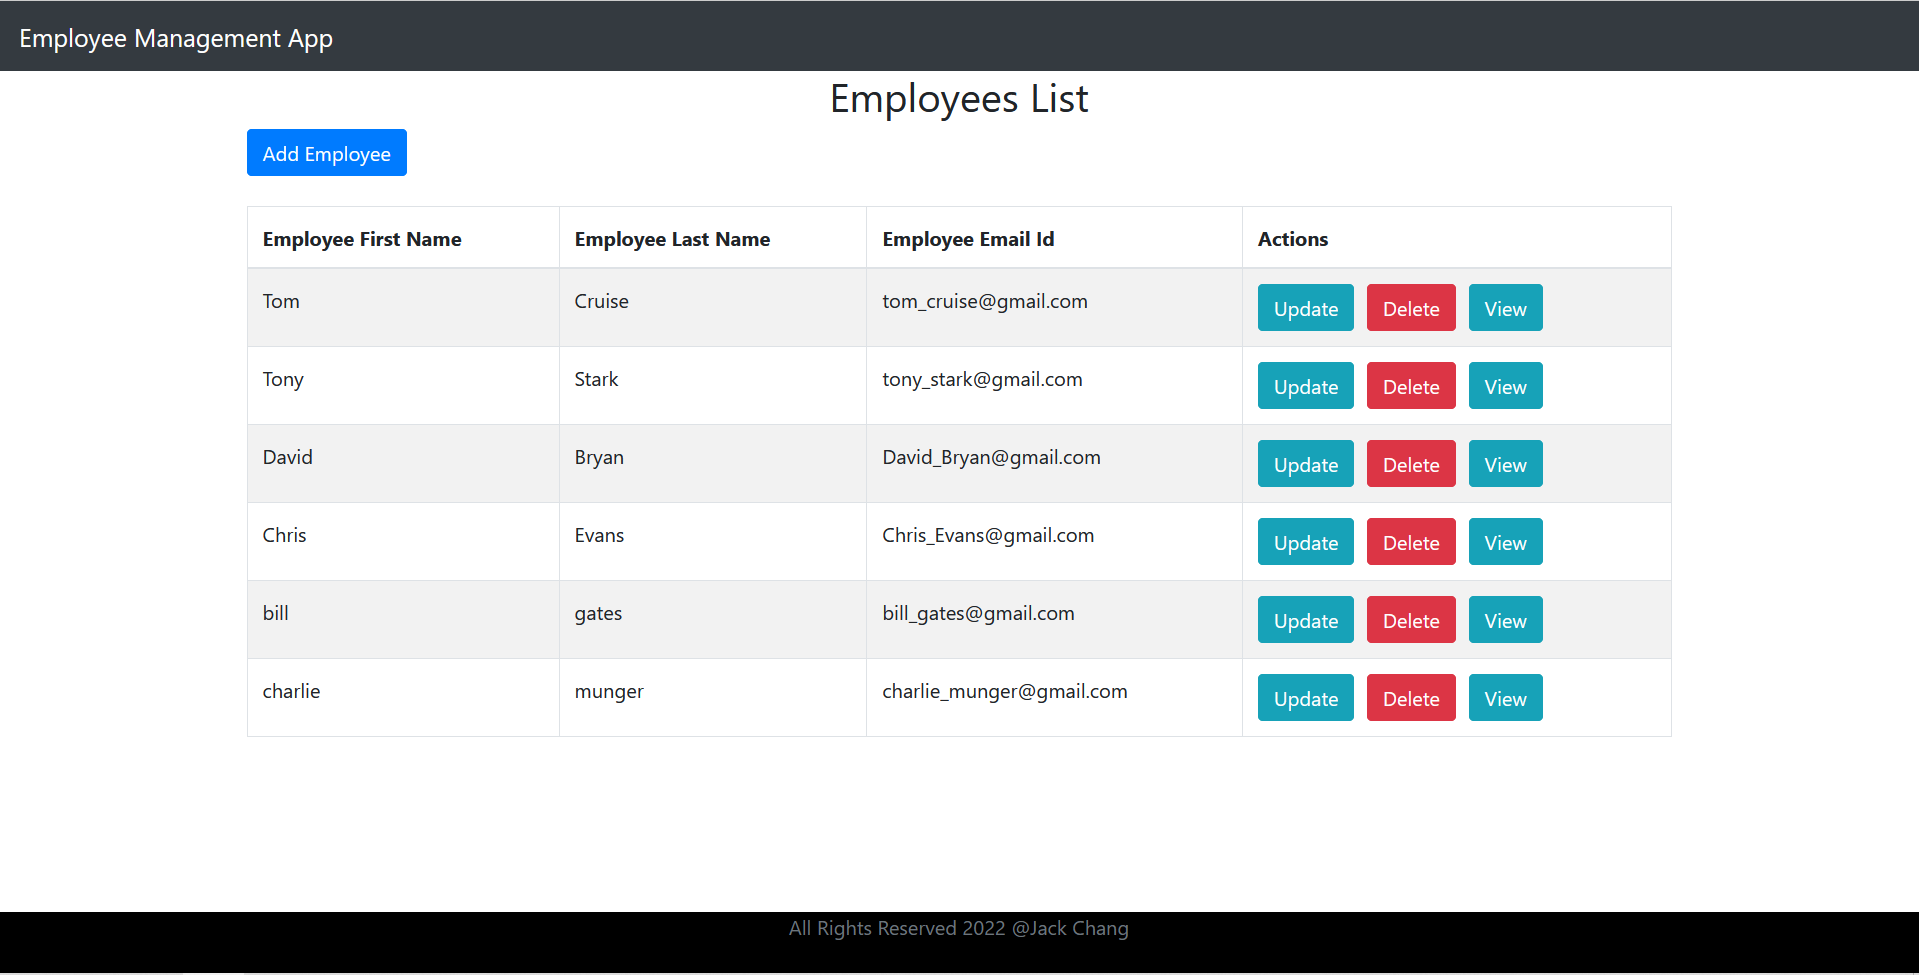 Employee Management App
Employees List
Add Employee
Employee First Name Employee Last Name Employee Email Id Actions
Tom Cruise tom_cruise@gmail.com Update Delete View
Tony Stark tony_stark@gmail.com Update Delete View
David Bryan David_Bryan@gmail.com Update Delete View
Chris Evans Chris_Evans@gmail.com Update Delete View
bill gates bill_gates@gmail.com Update Delete View
charlie munger charlie_munger@gmail.com Update Delete View
All Rights Reserved 2022 @Jack Chang